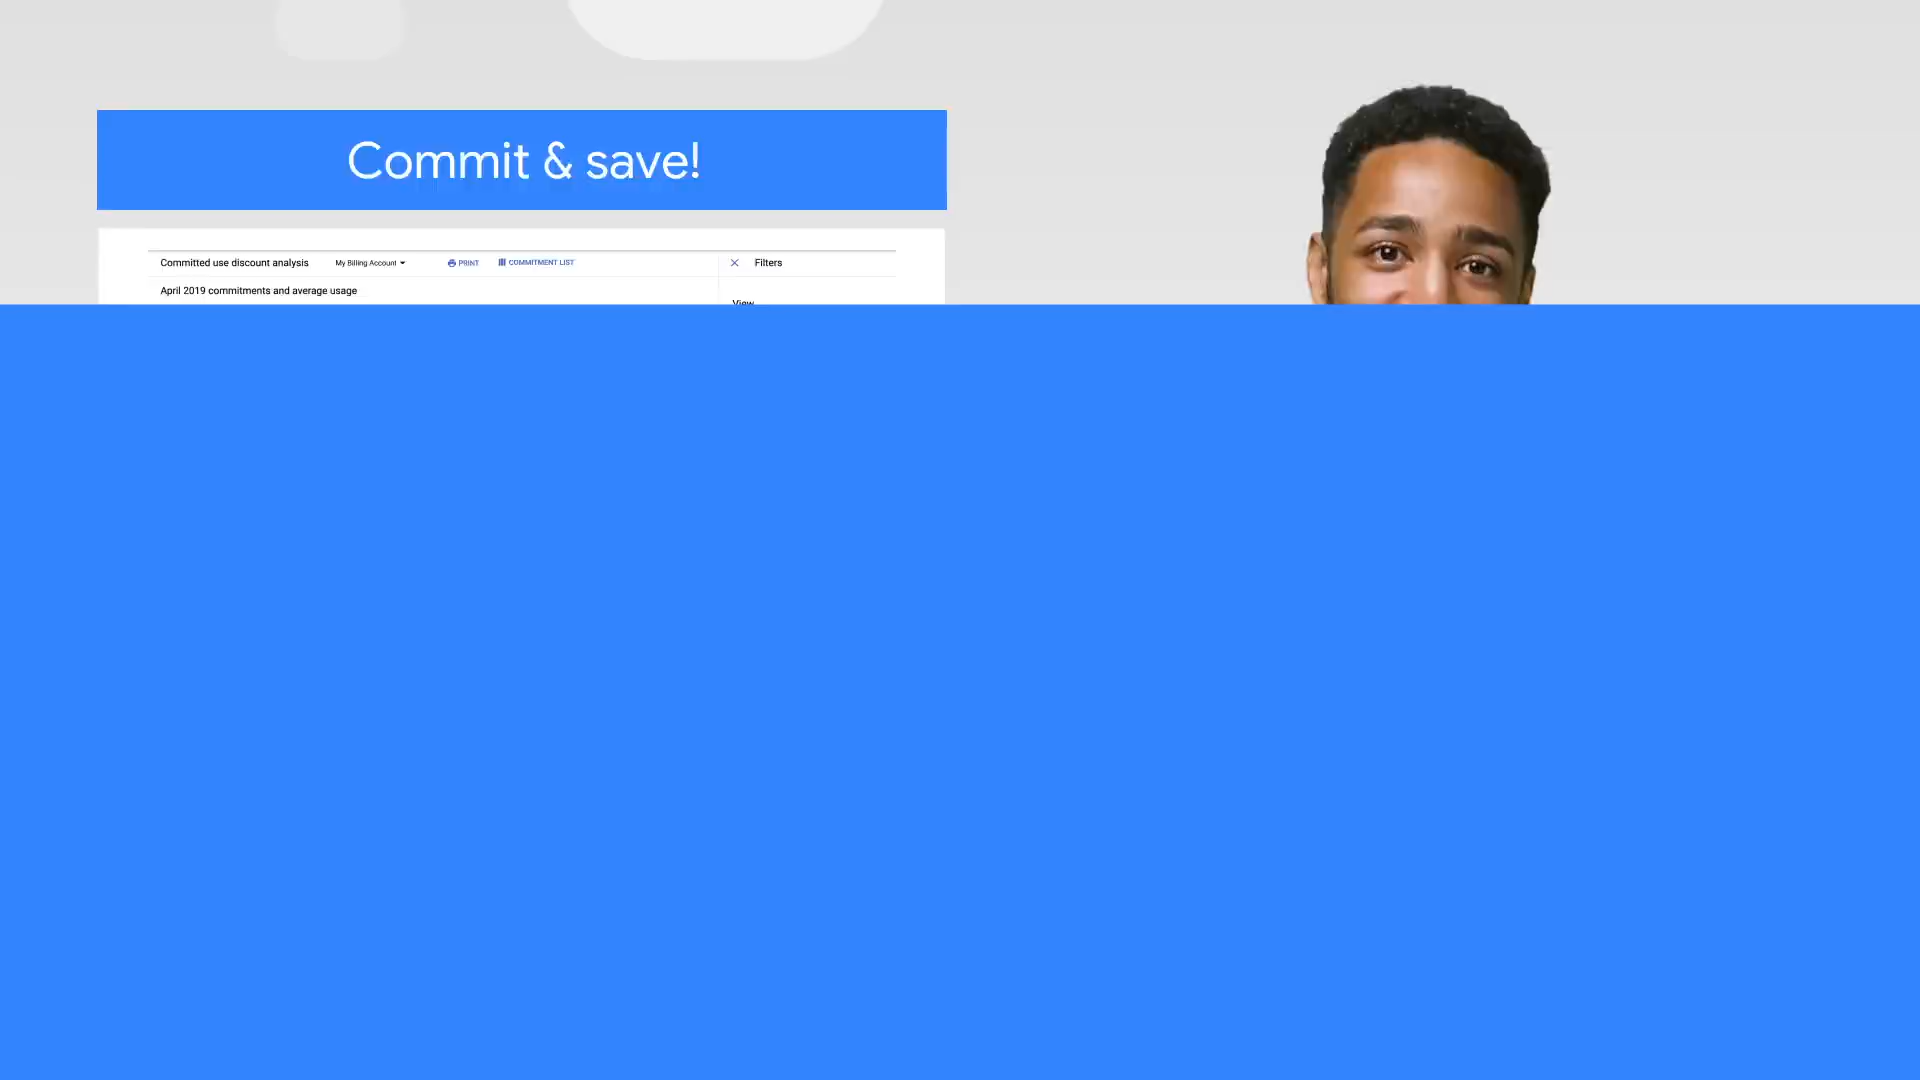 Commit & save!
Committed use discount analysis My Billing Account PRINT COMMITMENT LIST Filters
April 2019 commitments and average usage
View